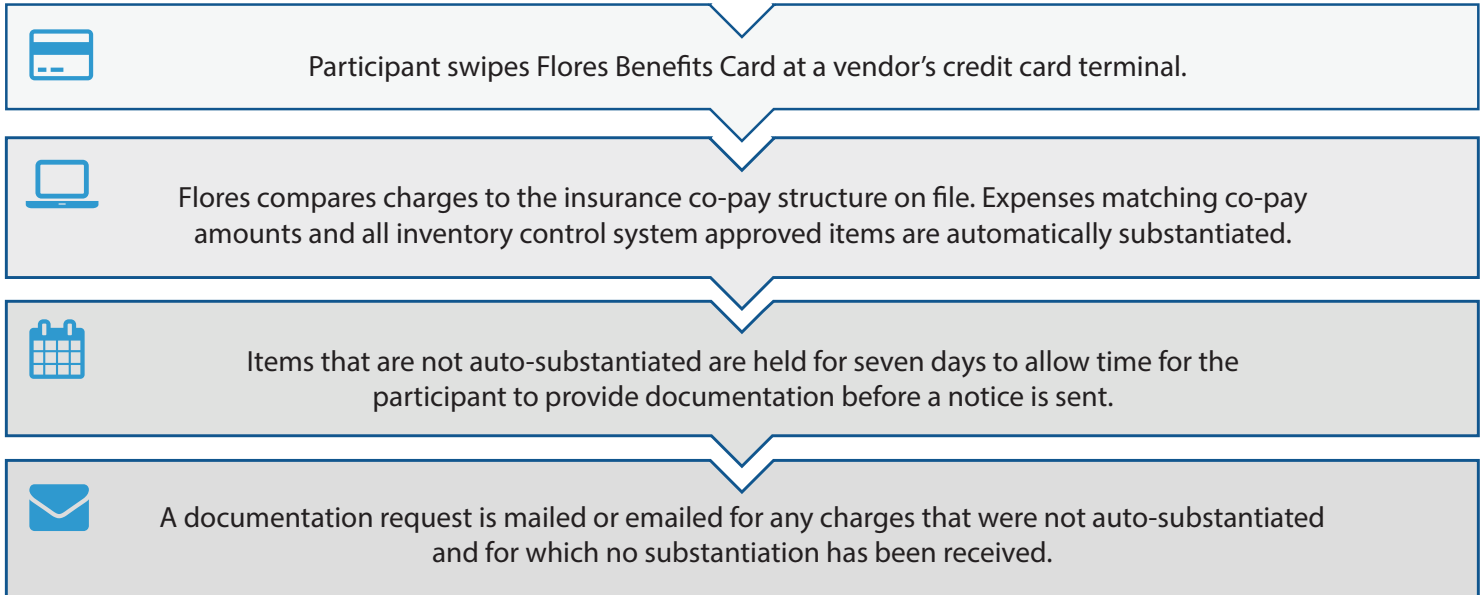 Participant swipes Flores Benefits Card at a vendor’s credit card terminal.
Flores compares charges to the insurance co-pay structure on file. Expenses matching co-pay
amounts and all inventory control system approved items are automatically substantiated.
Items that are not auto-substantiated are held for seven days to allow time for the
participant to provide documentation before a notice is sent.
A documentation request is mailed or emailed for any charges that were not auto-substantiated
and for which no substantiation has been received.